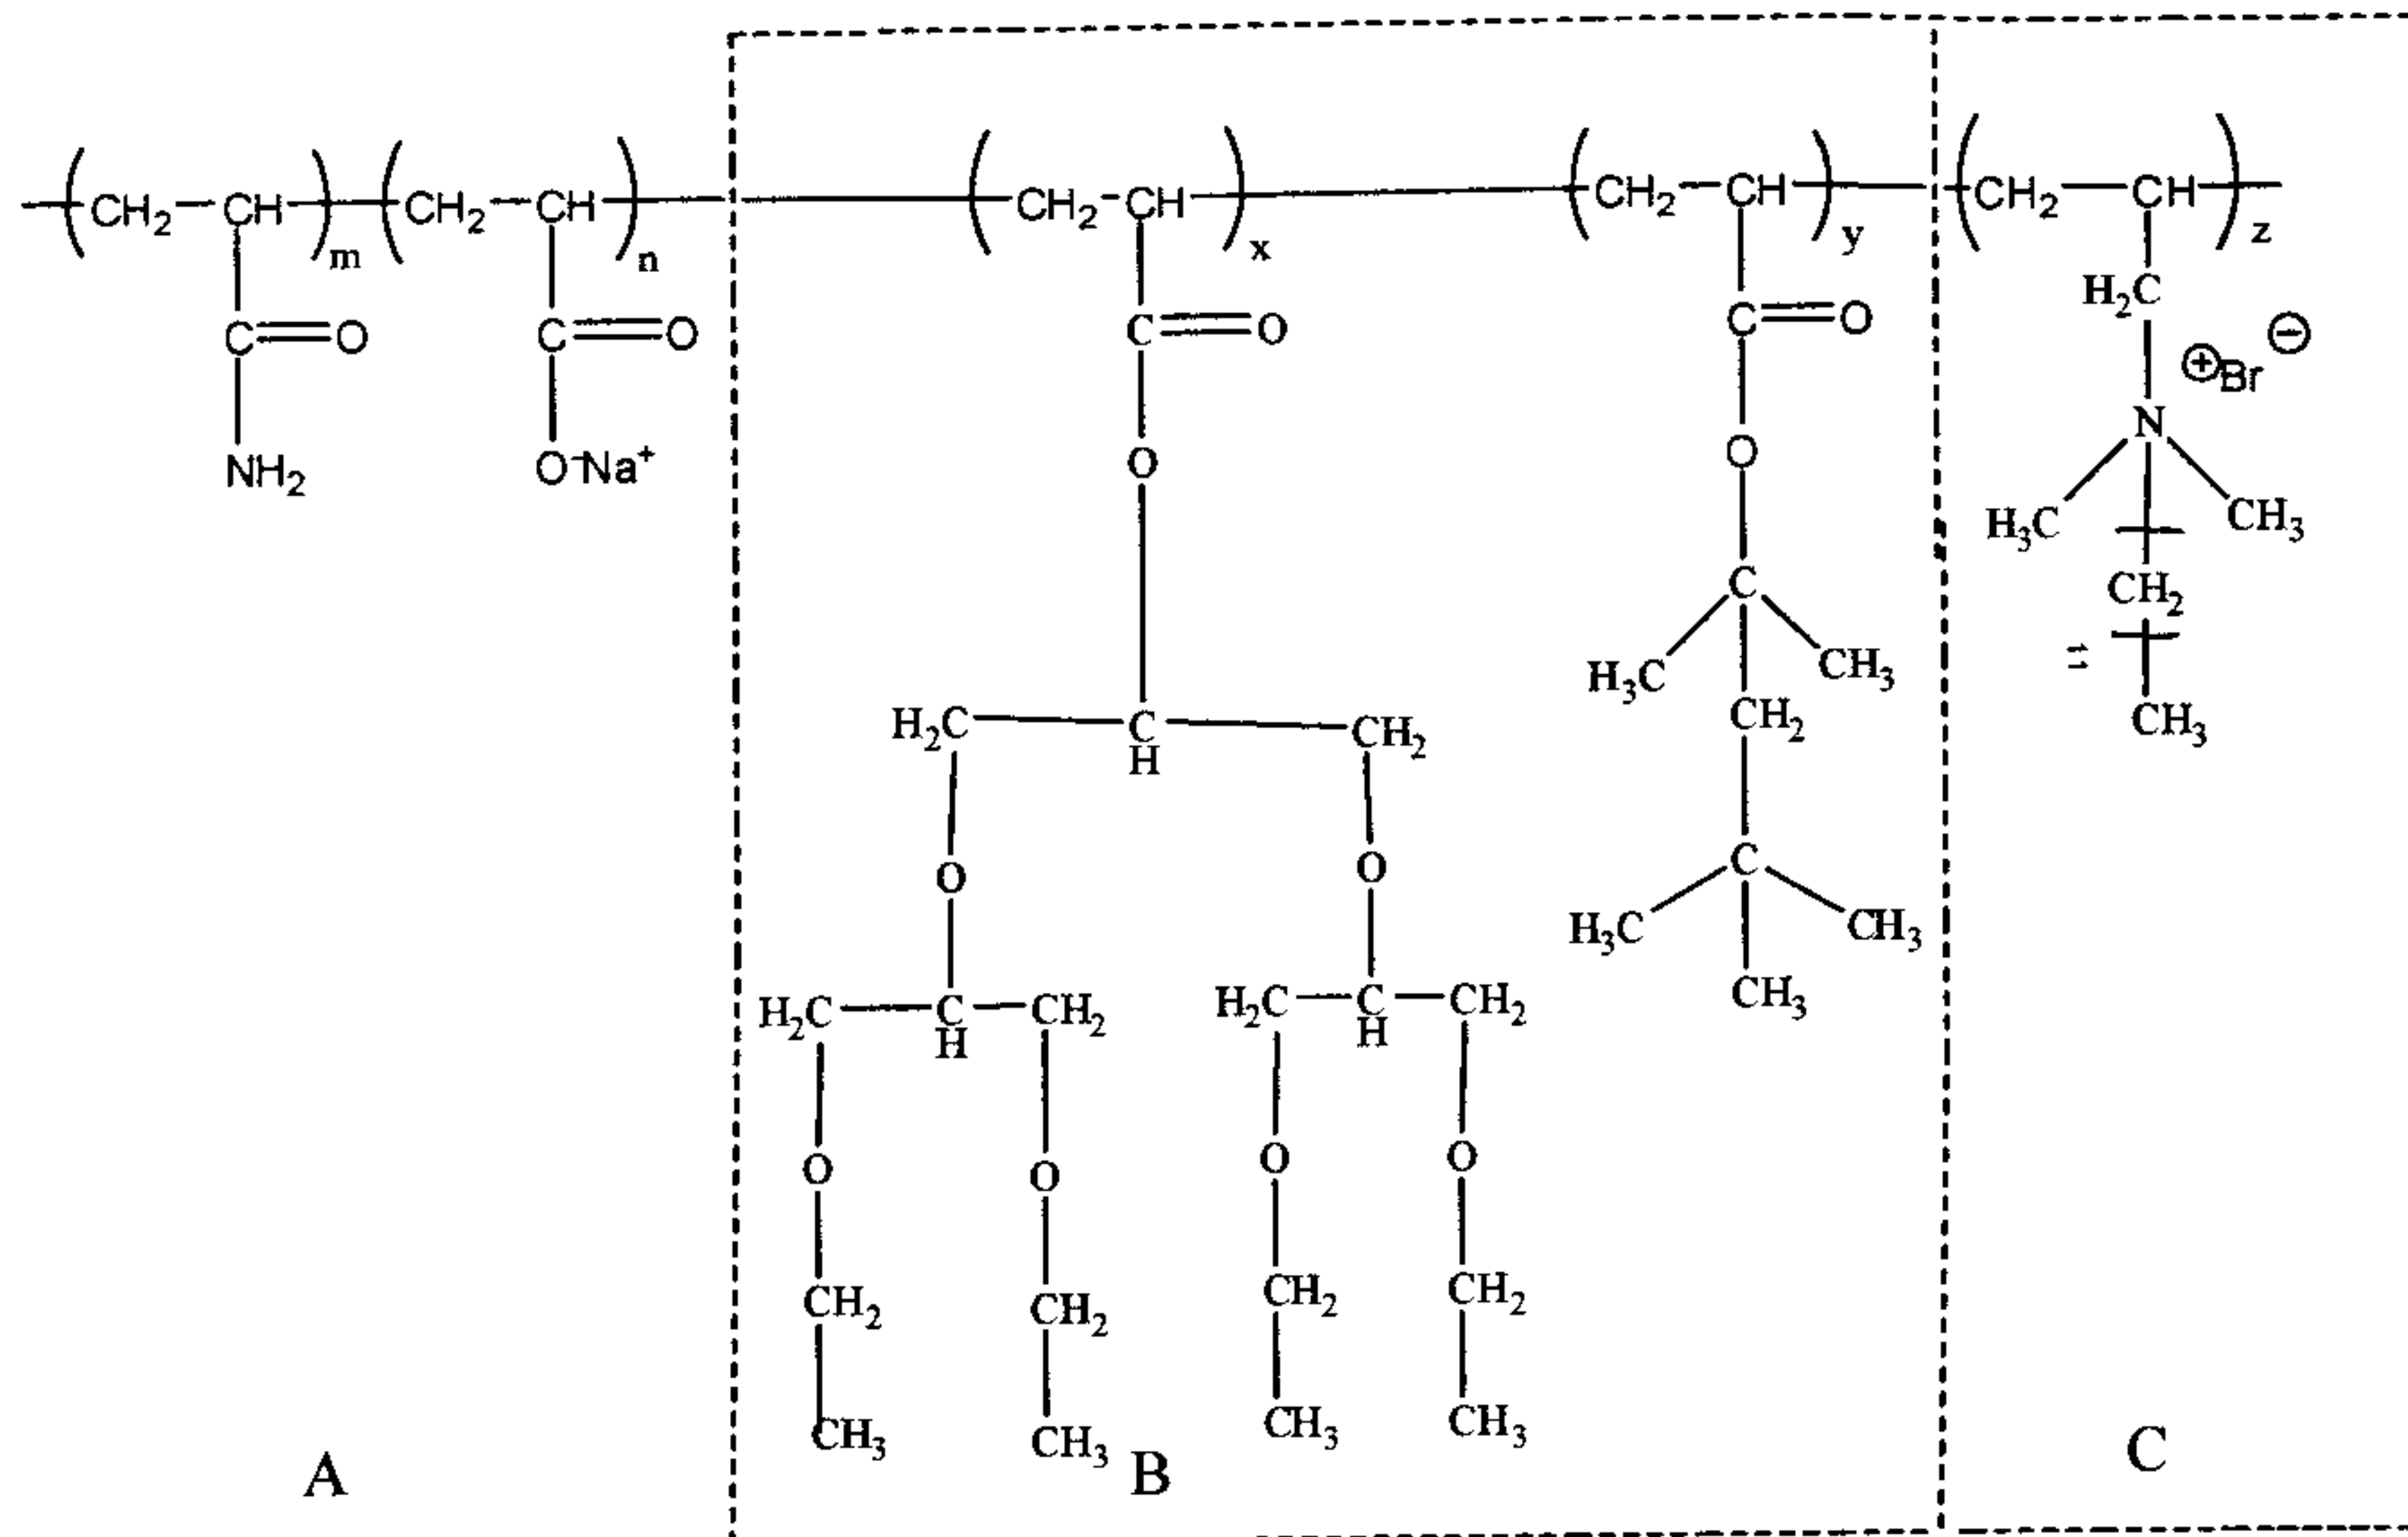 CH₂ CH m CH₂ CH n CH₂ CH x CH₂ CH y CH₂ CH z
H₂C
C O C O C O C O
⊕ Br ⊖
NH₂ O⁻Na⁺ O O N
H₃C CH₃
C CH₂
H₃C CH₃ 11
H₂C C H CH₂ CH₂ CH₃
O O C
H₃C CH₃
H₂C C H CH₂ H₂C C H CH₂ CH₃
O O O O
CH₂ CH₂ CH₂ CH₂
CH₃ CH₃ CH₃ CH₃
A B C